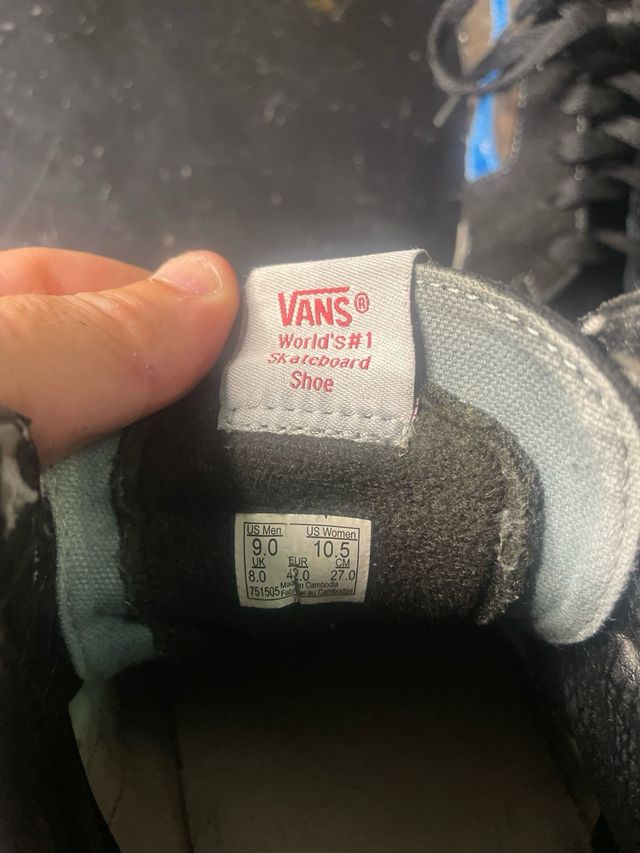 VANS®
World's #1
Skateboard
Shoe
US Men US Women
9.0 10.5
UK EUR CM
8.0 42.0 27.0
751505 Made in Cambodia
Fabriqué au Cambodge